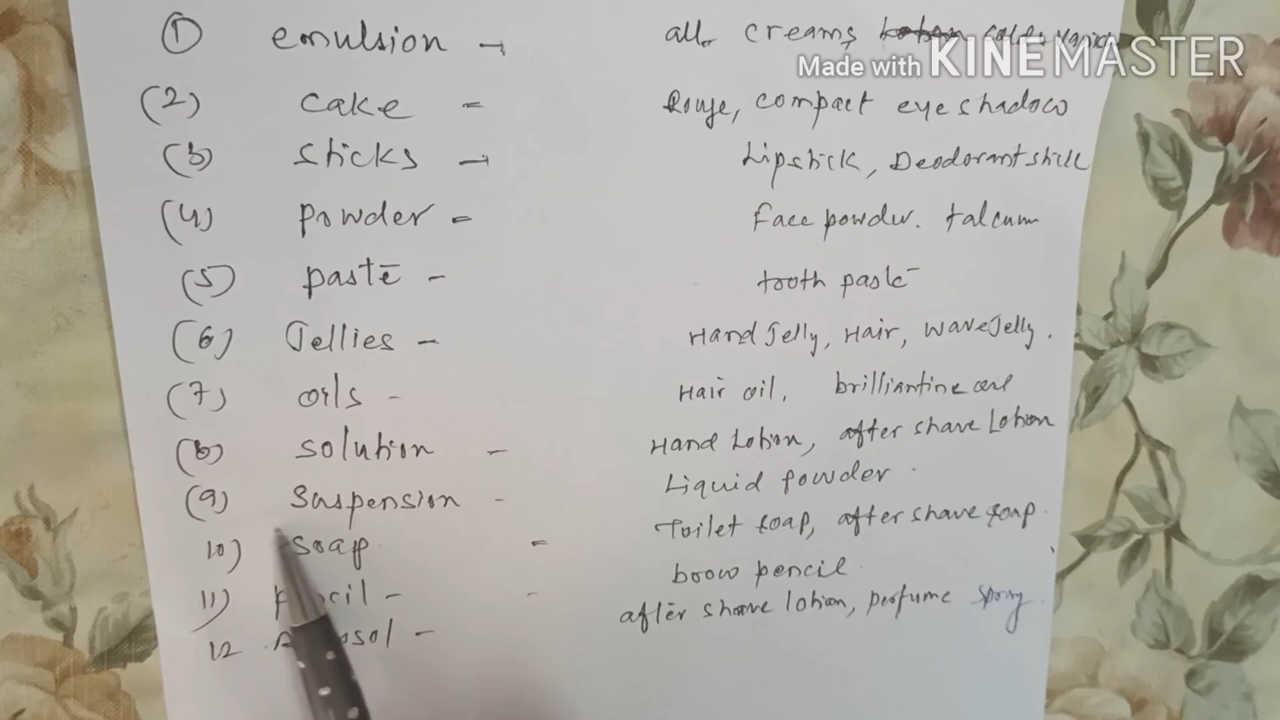 ① emulsion → all creams,
Made with KINEMASTER
(2) cake = Rouje, compact eye shadow
(3) sticks → Lipstick, Deodorant stick
(4) powder = Face powder. talcum
(5) paste - tooth paste
(6) Jellies - Hand Jelly, Hair, wave Jelly.
(7) oils - Hair oil, brilliantine oil
(8) solution - Hand Lotion, after shave Lotion
(9) suspension - Liquid powder
10) soap = Toilet soap, after shave soap
11) - brow pencil
12 - after shave lotion, perfume spray